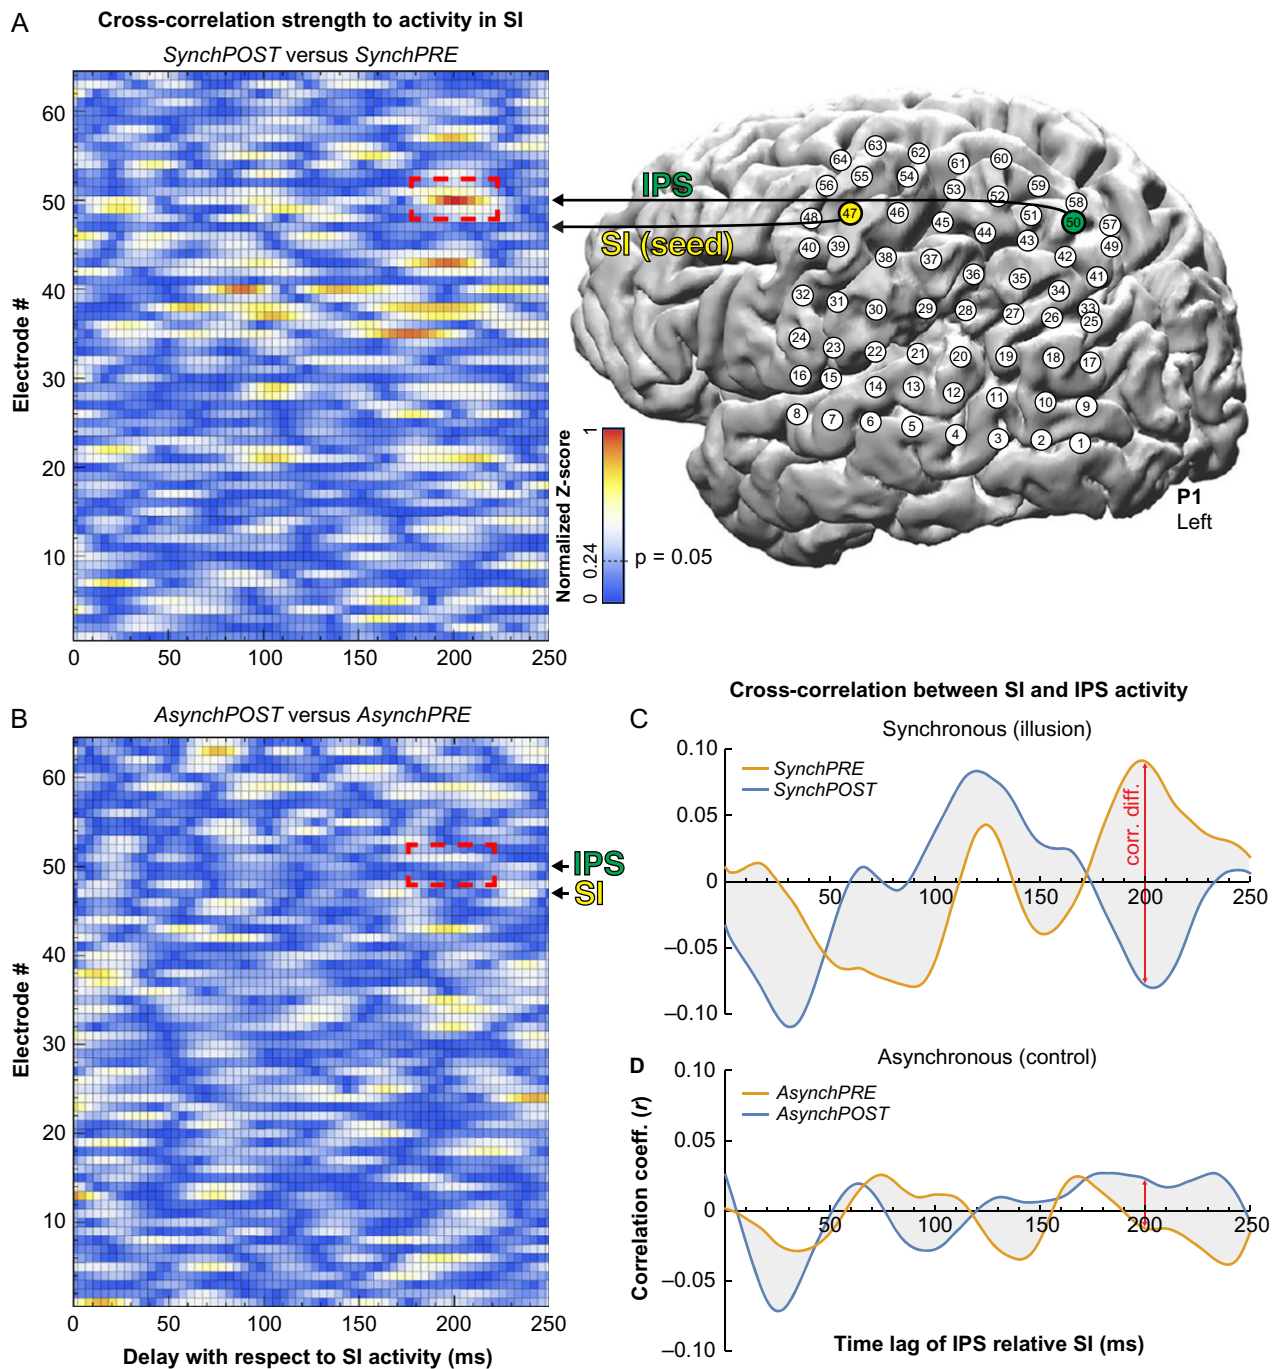 A
Cross-correlation strength to activity in SI
SynchPOST versus SynchPRE
60
50
40
30
20
10
Electrode #
0 50 100 150 200 250
Normalized Z-score
1
0.24
0
p = 0.05
IPS
SI (seed)
63
64 62 61 60
56 55 54 53 52 59 58
48 47 46 45 44 51 50 57
40 39 38 37 43 42 49
36 35 34 41
32 31 30 29 28 27 26 33 25
24 23 22 21 20 19 18 17
16 15 14 13 12 11 10 9
8 7 6 5 4 3 2 1
P1
Left
B
AsynchPOST versus AsynchPRE
60
50
40
30
20
10
Electrode #
IPS
SI
0 50 100 150 200 250
Delay with respect to SI activity (ms)
Cross-correlation between SI and IPS activity
C
Synchronous (illusion)
0.10
0.05
0
–0.05
–0.10
SynchPRE
SynchPOST
corr. diff.
50 100 150 200 250
D
Asynchronous (control)
0.10
0.05
0
–0.05
–0.10
AsynchPRE
AsynchPOST
Correlation coeff. (r)
50 100 150 200 250
Time lag of IPS relative SI (ms)